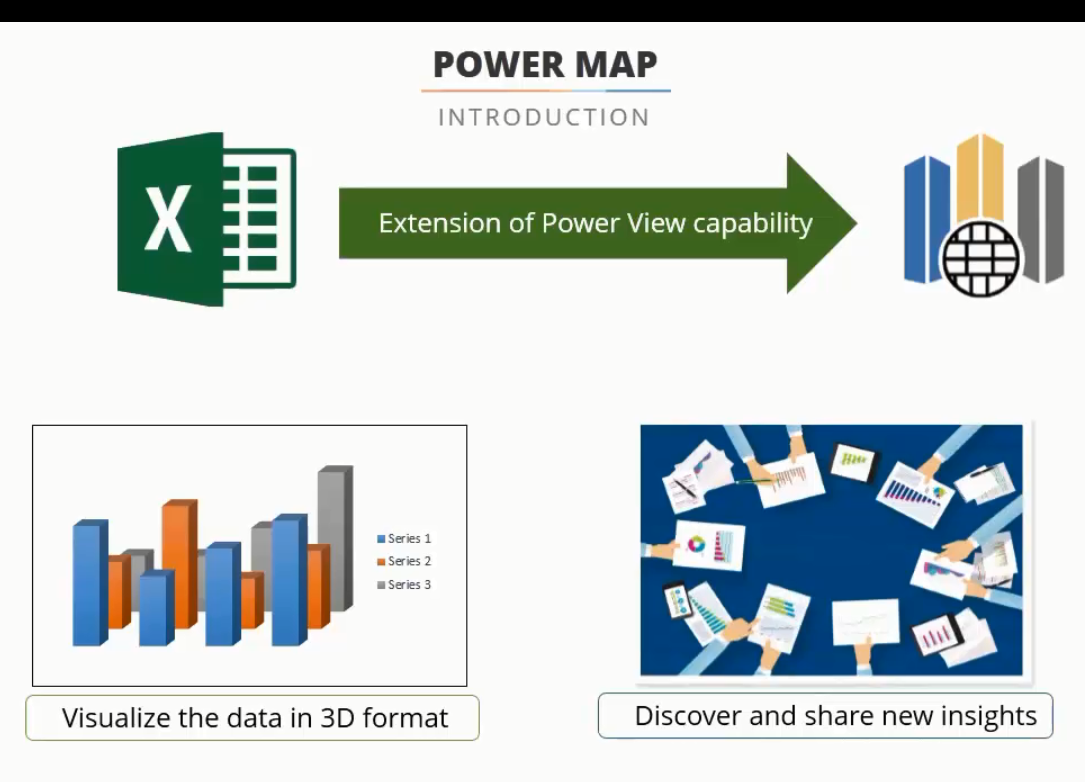 POWER MAP
INTRODUCTION
X
Extension of Power View capability
Series 1
Series 2
Series 3
Visualize the data in 3D format
Discover and share new insights